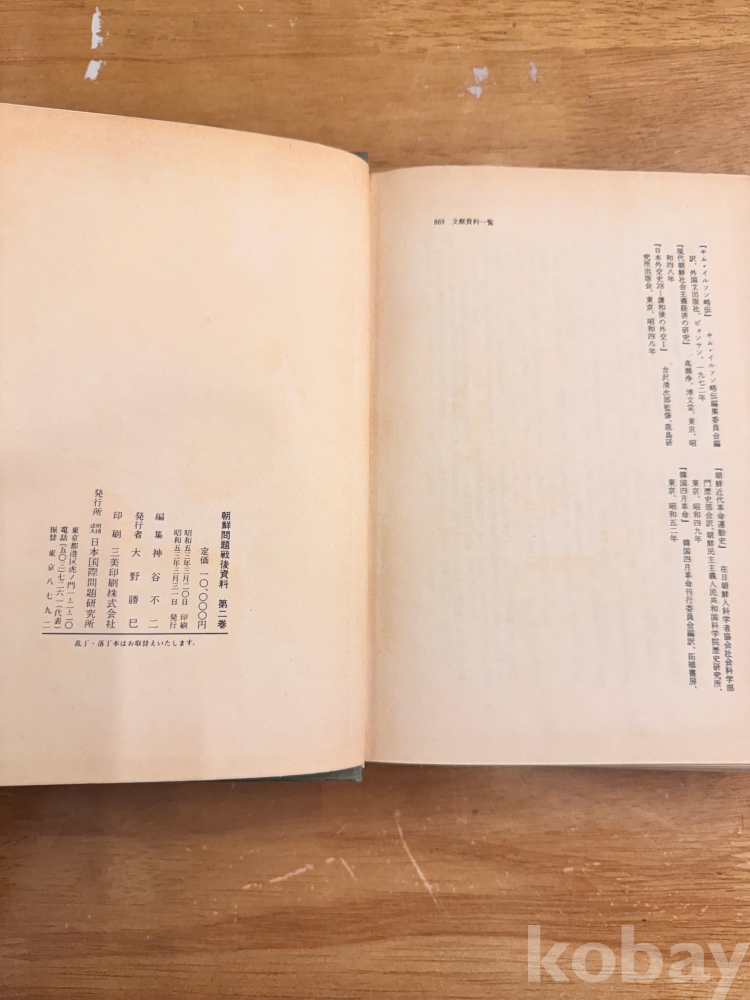 869 文献資料一覧
『キム・イルソン略伝』 キム・イルソン略伝編集委員会編
訳、外国文出版社、ピョンヤン、一九七二年
『現代朝鮮社会主義経済の研究』 高瀬浄、博文堂、東京、昭
和四八年
『日本外交史28―講和後の外交Ⅰ』 、吉沢清次郎監修、鹿島研
究所出版会、東京、昭和四八年
『朝鮮近代革命運動史』 在日朝鮮人科学者協会社会科学部
門歴史部会訳、朝鮮民主主義人民共和国科学院歴史研究所、
東京、昭和四九年
『韓国四月革命』 韓国四月革命刊行委員会編訳、拓植書房、
東京、昭和五二年
朝鮮問題戦後資料 第二巻
定価 一〇、〇〇〇円
昭和五三年三月二〇日 印刷
昭和五三年三月三一日 発行
編集 神谷不二
発行者 大野勝巳
印刷 三美印刷株式会社
発行所 財団法人 日本国際問題研究所
東京都港区虎ノ門一―二―二〇
電話(五〇三)七二六一(代表)
振替 東京 八七九二
乱丁・落丁本はお取替えいたします。
kobay